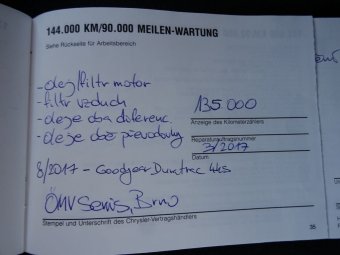 144.000 KM/90.000 MEILEN-WARTUNG
Siehe Rückseite für Arbeitsbereich
-olej/filtr motor
-filtr vzduch
-oleje oba diferenc.
-oleje obě převodovky
135 000
Anzeige des Kilometerzählers
Reparaturauftragsnummer
3/2017
Datum
8/2017 - Goodyear Duratrac 4ks
ÖMV Servis, Brno
Stempel und Unterschrift des Chrysler-Vertragshändlers
35